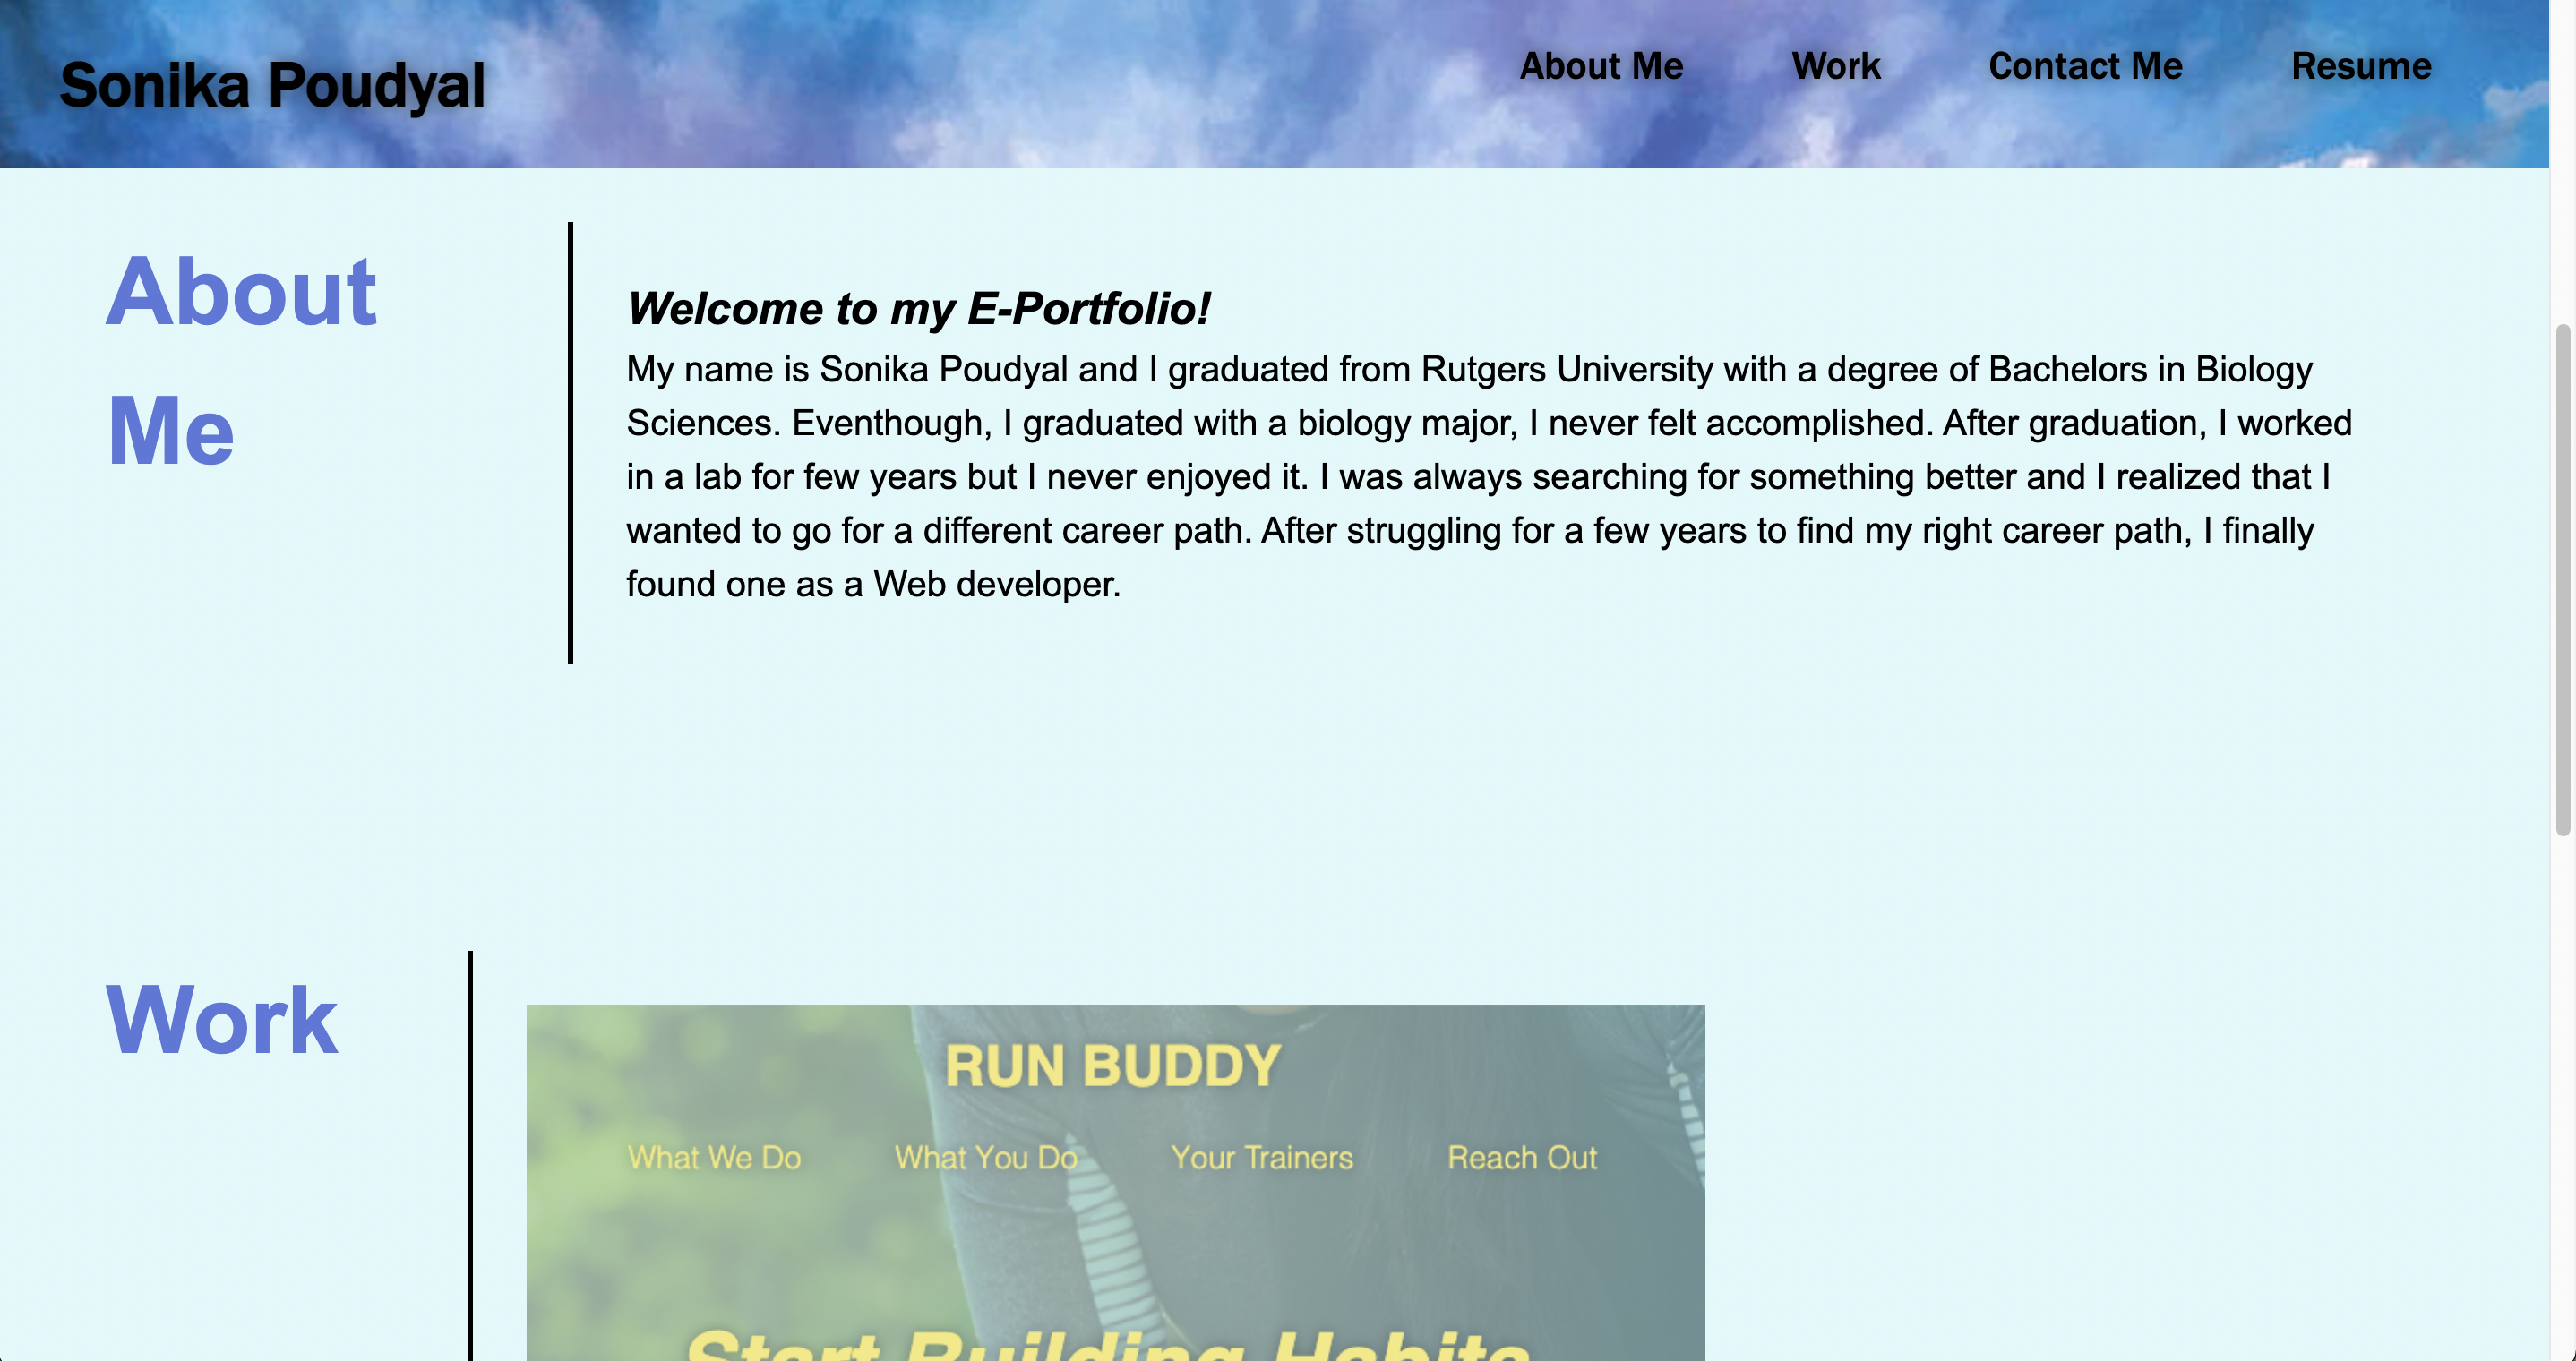 Sonika Poudyal
About Me
Work
Contact Me
Resume
About
Me
Welcome to my E-Portfolio!
My name is Sonika Poudyal and I graduated from Rutgers University with a degree of Bachelors in Biology
Sciences. Eventhough, I graduated with a biology major, I never felt accomplished. After graduation, I worked
in a lab for few years but I never enjoyed it. I was always searching for something better and I realized that I
wanted to go for a different career path. After struggling for a few years to find my right career path, I finally
found one as a Web developer.
Work
RUN BUDDY
What We Do
What You Do
Your Trainers
Reach Out
Start Building Habits